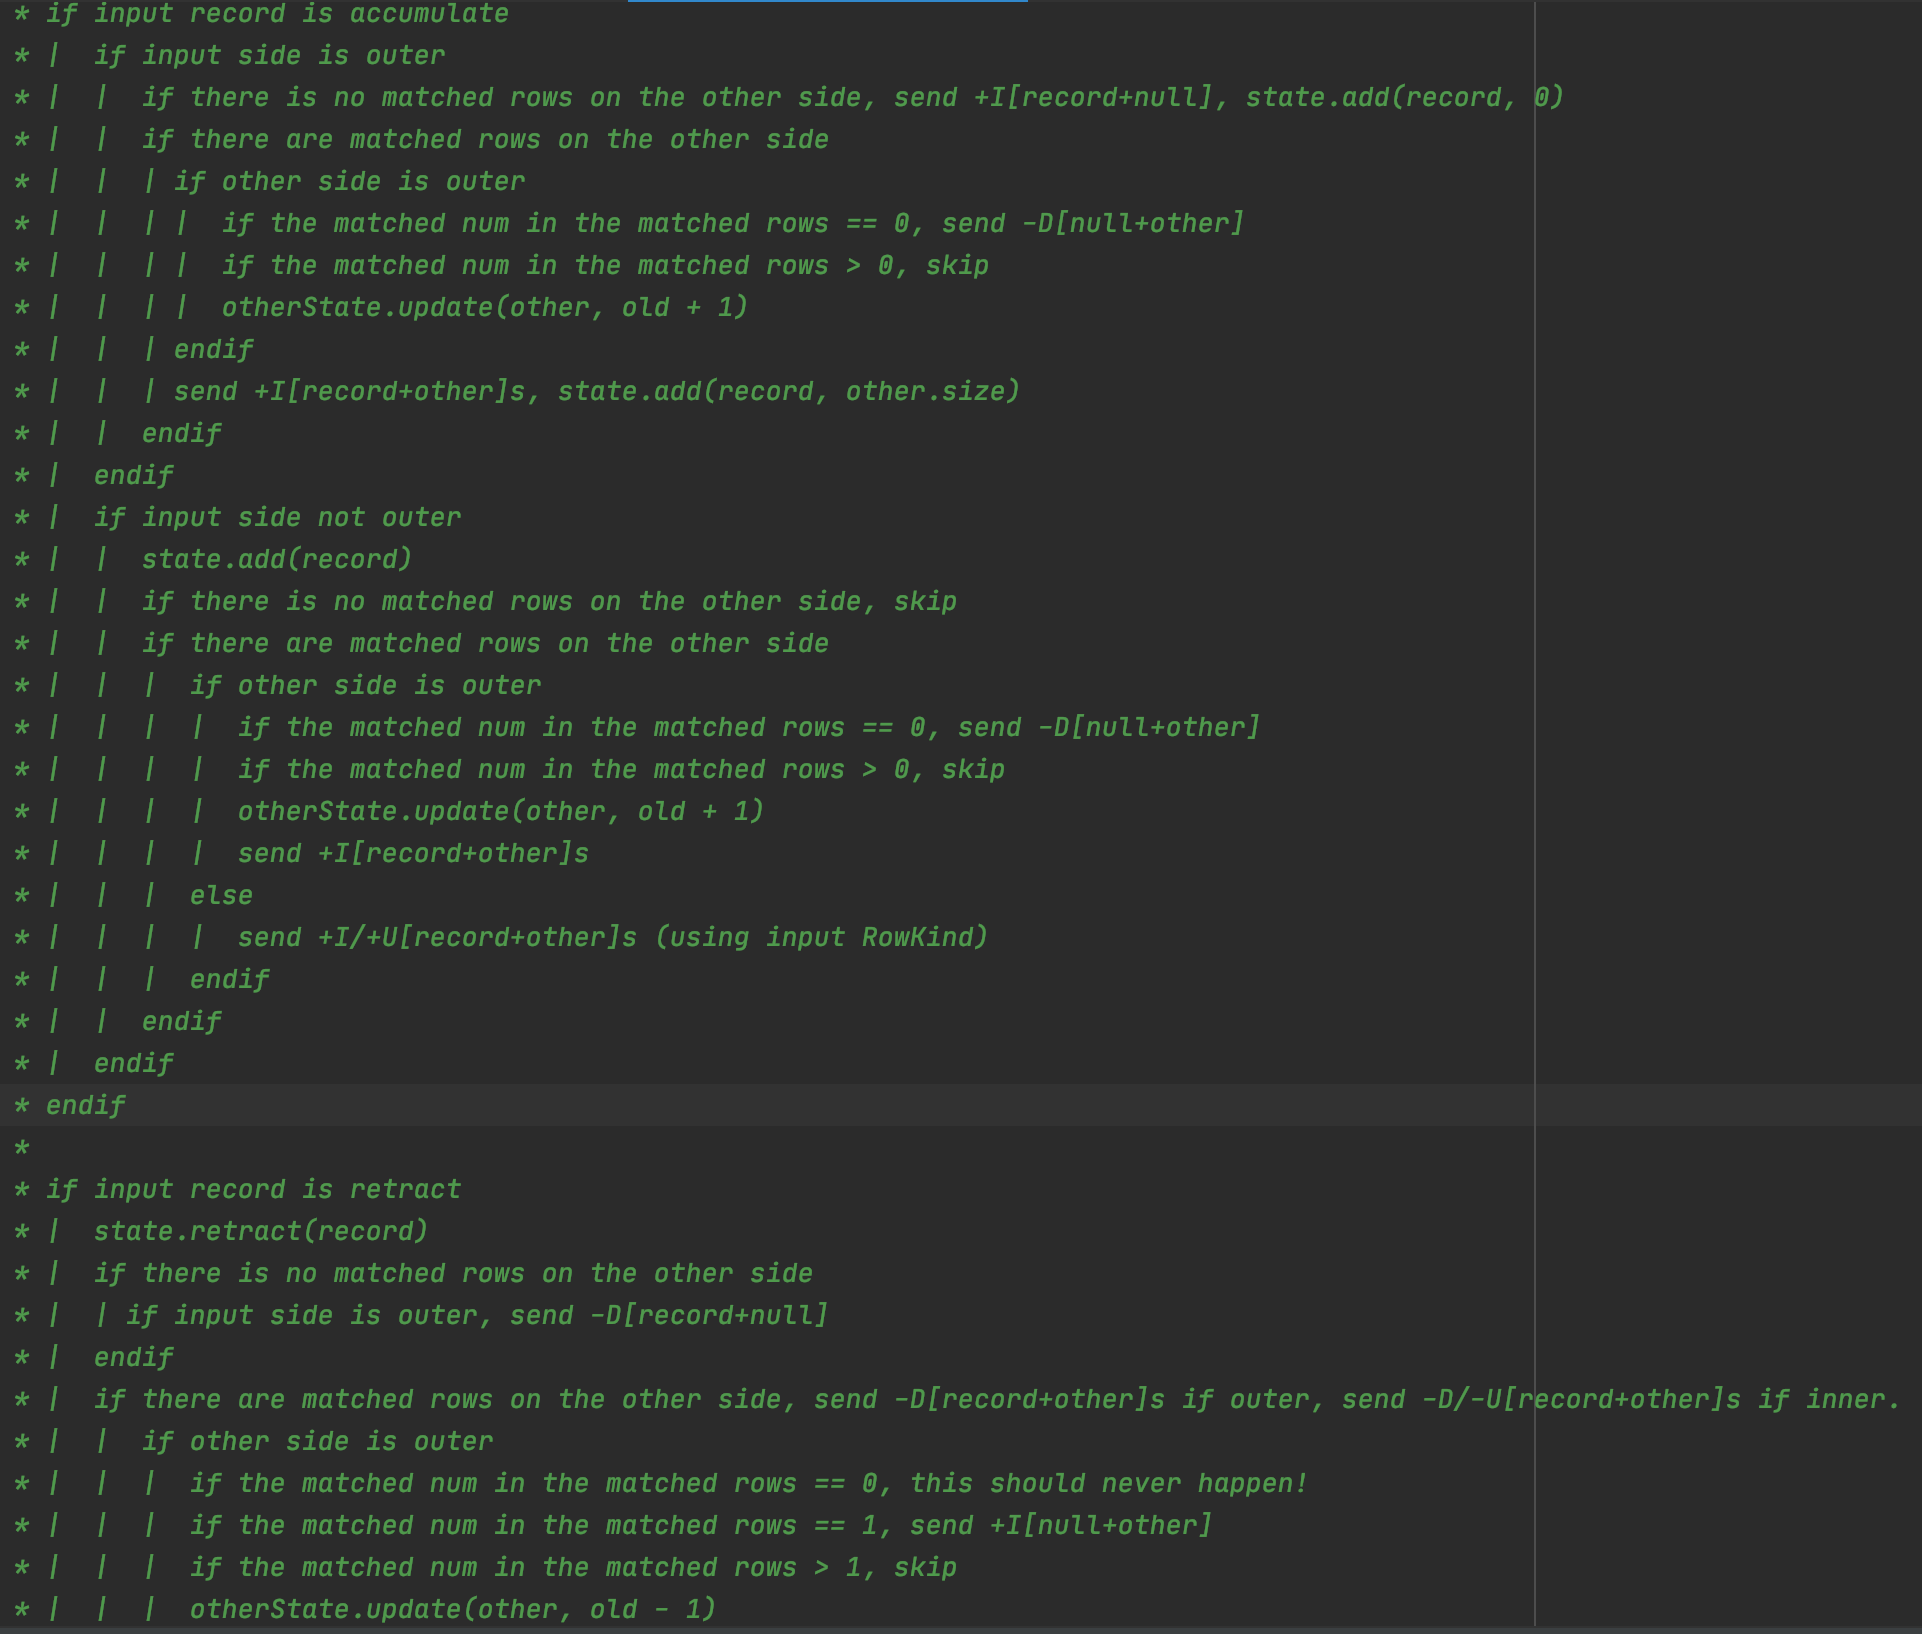 * if input record is accumulate
* |  if input side is outer
* |  |  if there is no matched rows on the other side, send +I[record+null], state.add(record, 0)
* |  |  if there are matched rows on the other side
* |  |  | if other side is outer
* |  |  | |  if the matched num in the matched rows == 0, send -D[null+other]
* |  |  | |  if the matched num in the matched rows > 0, skip
* |  |  | |  otherState.update(other, old + 1)
* |  |  | endif
* |  |  | send +I[record+other]s, state.add(record, other.size)
* |  |  endif
* |  endif
* |  if input side not outer
* |  |  state.add(record)
* |  |  if there is no matched rows on the other side, skip
* |  |  if there are matched rows on the other side
* |  |  |  if other side is outer
* |  |  |  |  if the matched num in the matched rows == 0, send -D[null+other]
* |  |  |  |  if the matched num in the matched rows > 0, skip
* |  |  |  |  otherState.update(other, old + 1)
* |  |  |  |  send +I[record+other]s
* |  |  |  else
* |  |  |  |  send +I/+U[record+other]s (using input RowKind)
* |  |  |  endif
* |  |  endif
* |  endif
* endif
*
* if input record is retract
* |  state.retract(record)
* |  if there is no matched rows on the other side
* |  | if input side is outer, send -D[record+null]
* |  endif
* |  if there are matched rows on the other side, send -D[record+other]s if outer, send -D/-U[record+other]s if inner.
* |  |  if other side is outer
* |  |  |  if the matched num in the matched rows == 0, this should never happen!
* |  |  |  if the matched num in the matched rows == 1, send +I[null+other]
* |  |  |  if the matched num in the matched rows > 1, skip
* |  |  |  otherState.update(other, old - 1)